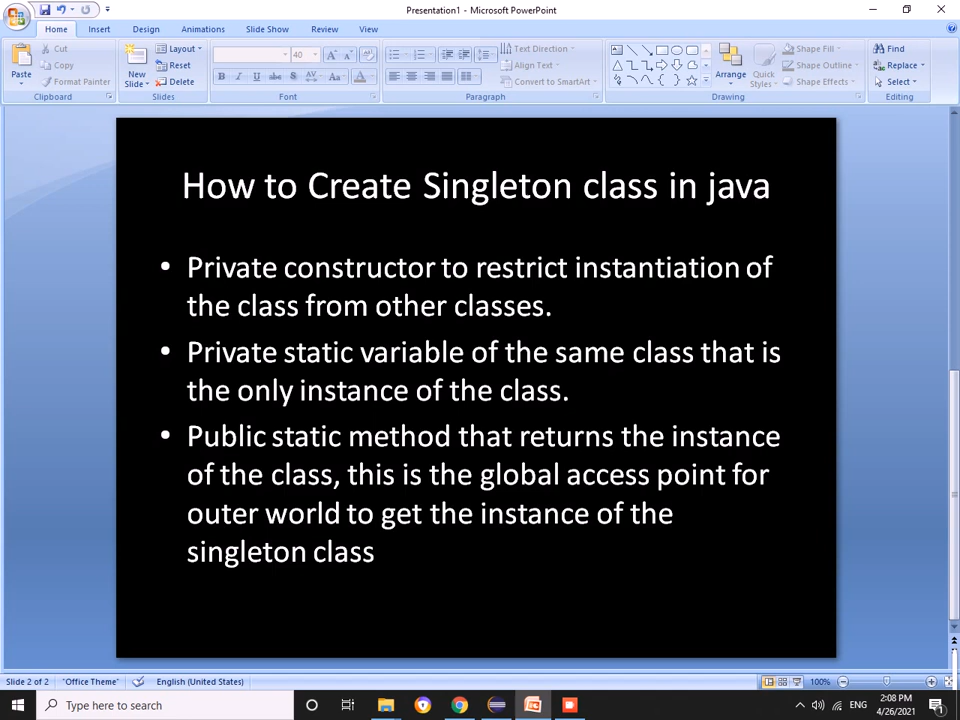 Presentation1 - Microsoft PowerPoint
Home Insert Design Animations Slide Show Review View
Paste
Cut
Copy
Format Painter
Clipboard
New Slide
Layout
Reset
Delete
Slides
40
B I U abe S AV Aa A
Font
Text Direction
Align Text
Convert to SmartArt
Paragraph
Arrange
Quick Styles
Shape Fill
Shape Outline
Shape Effects
Drawing
Find
Replace
Select
Editing
How to Create Singleton class in java
• Private constructor to restrict instantiation of
the class from other classes.
• Private static variable of the same class that is
the only instance of the class.
• Public static method that returns the instance
of the class, this is the global access point for
outer world to get the instance of the
singleton class
Slide 2 of 2 "Office Theme" English (United States) 100%
Type here to search
ENG
2:08 PM
4/26/2021
1